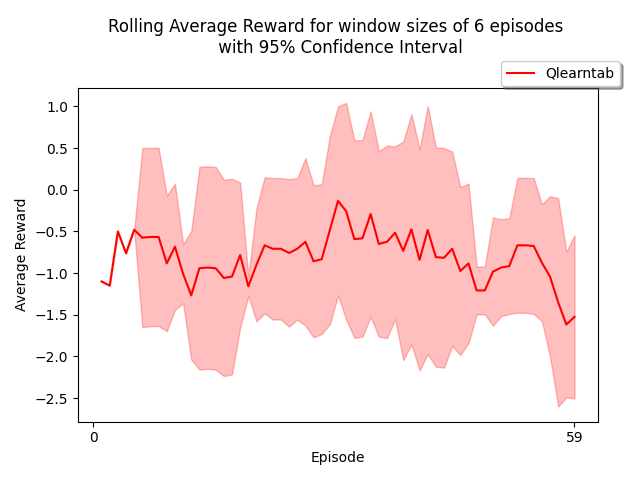 Rolling Average Reward for window sizes of 6 episodes
with 95% Confidence Interval
Qlearntab
1.0
0.5
0.0
−0.5
−1.0
−1.5
−2.0
−2.5
Average Reward
0
59
Episode